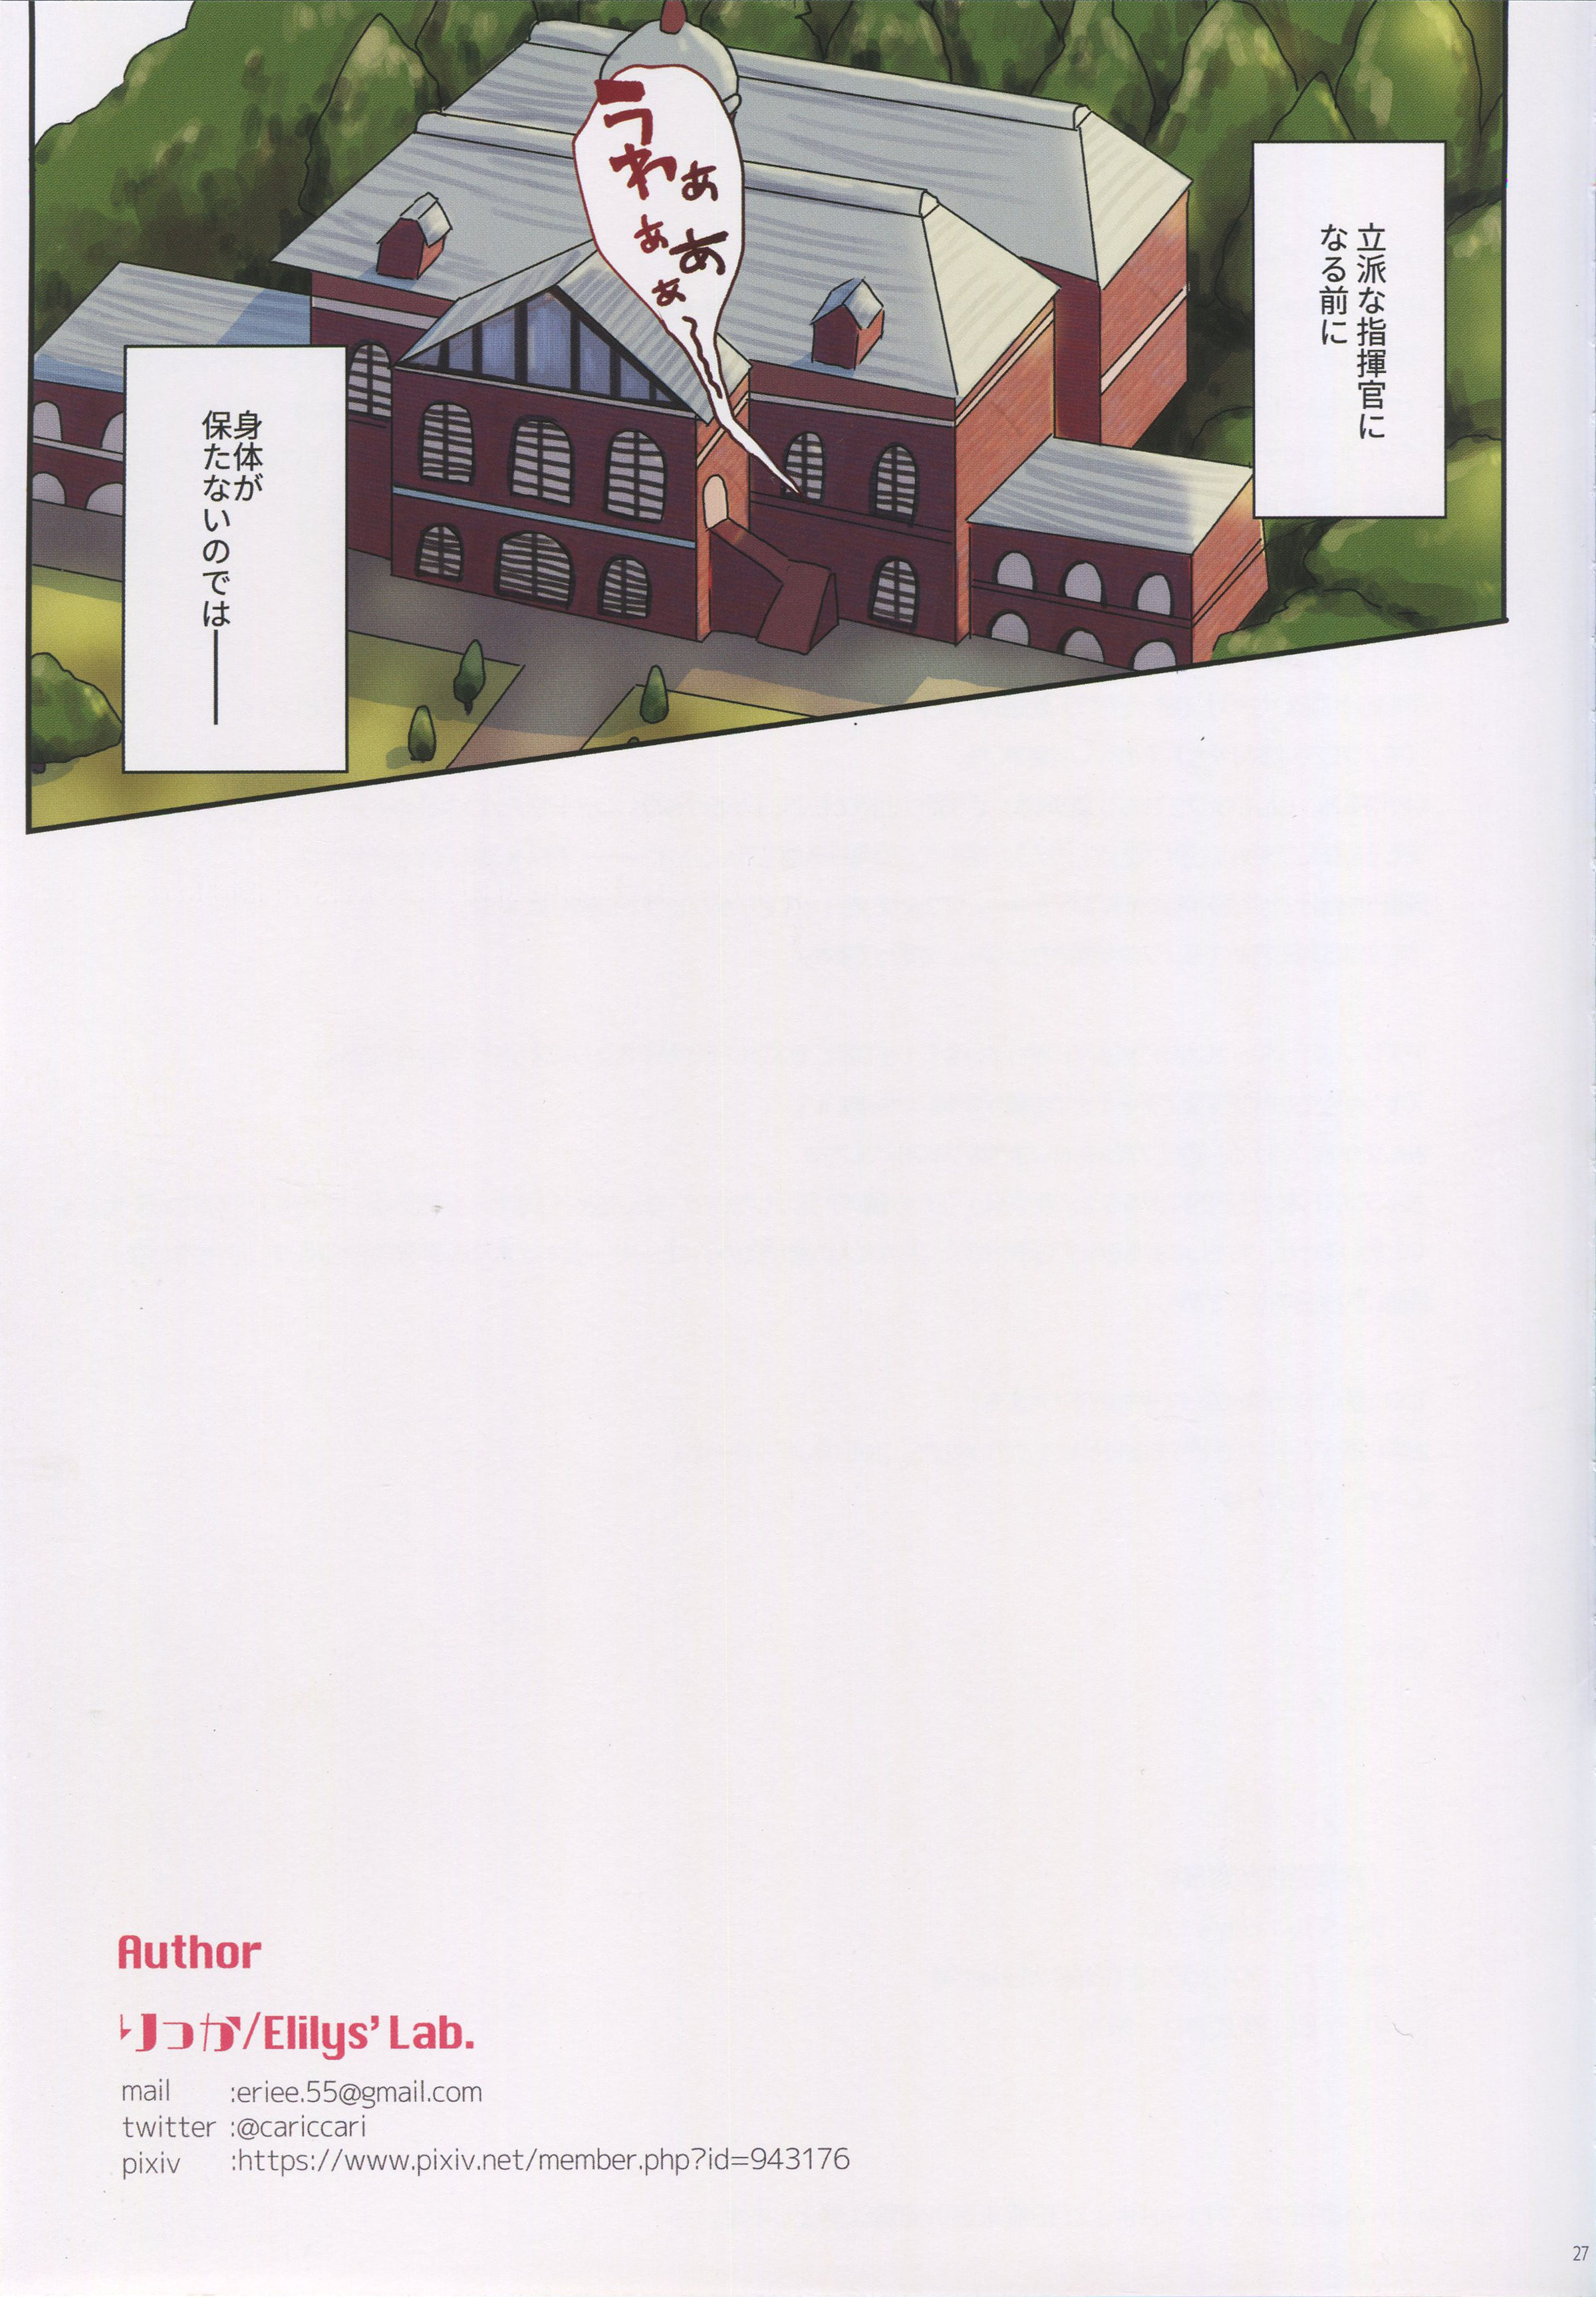 立派な指揮官に
なる前に
うわぁ
ぁあ
ぁ～
身体が
保たないのでは――
Author
りつか/Elilys' Lab.
mail :eriee.55@gmail.com
twitter :@cariccari
pixiv :https://www.pixiv.net/member.php?id=943176
27